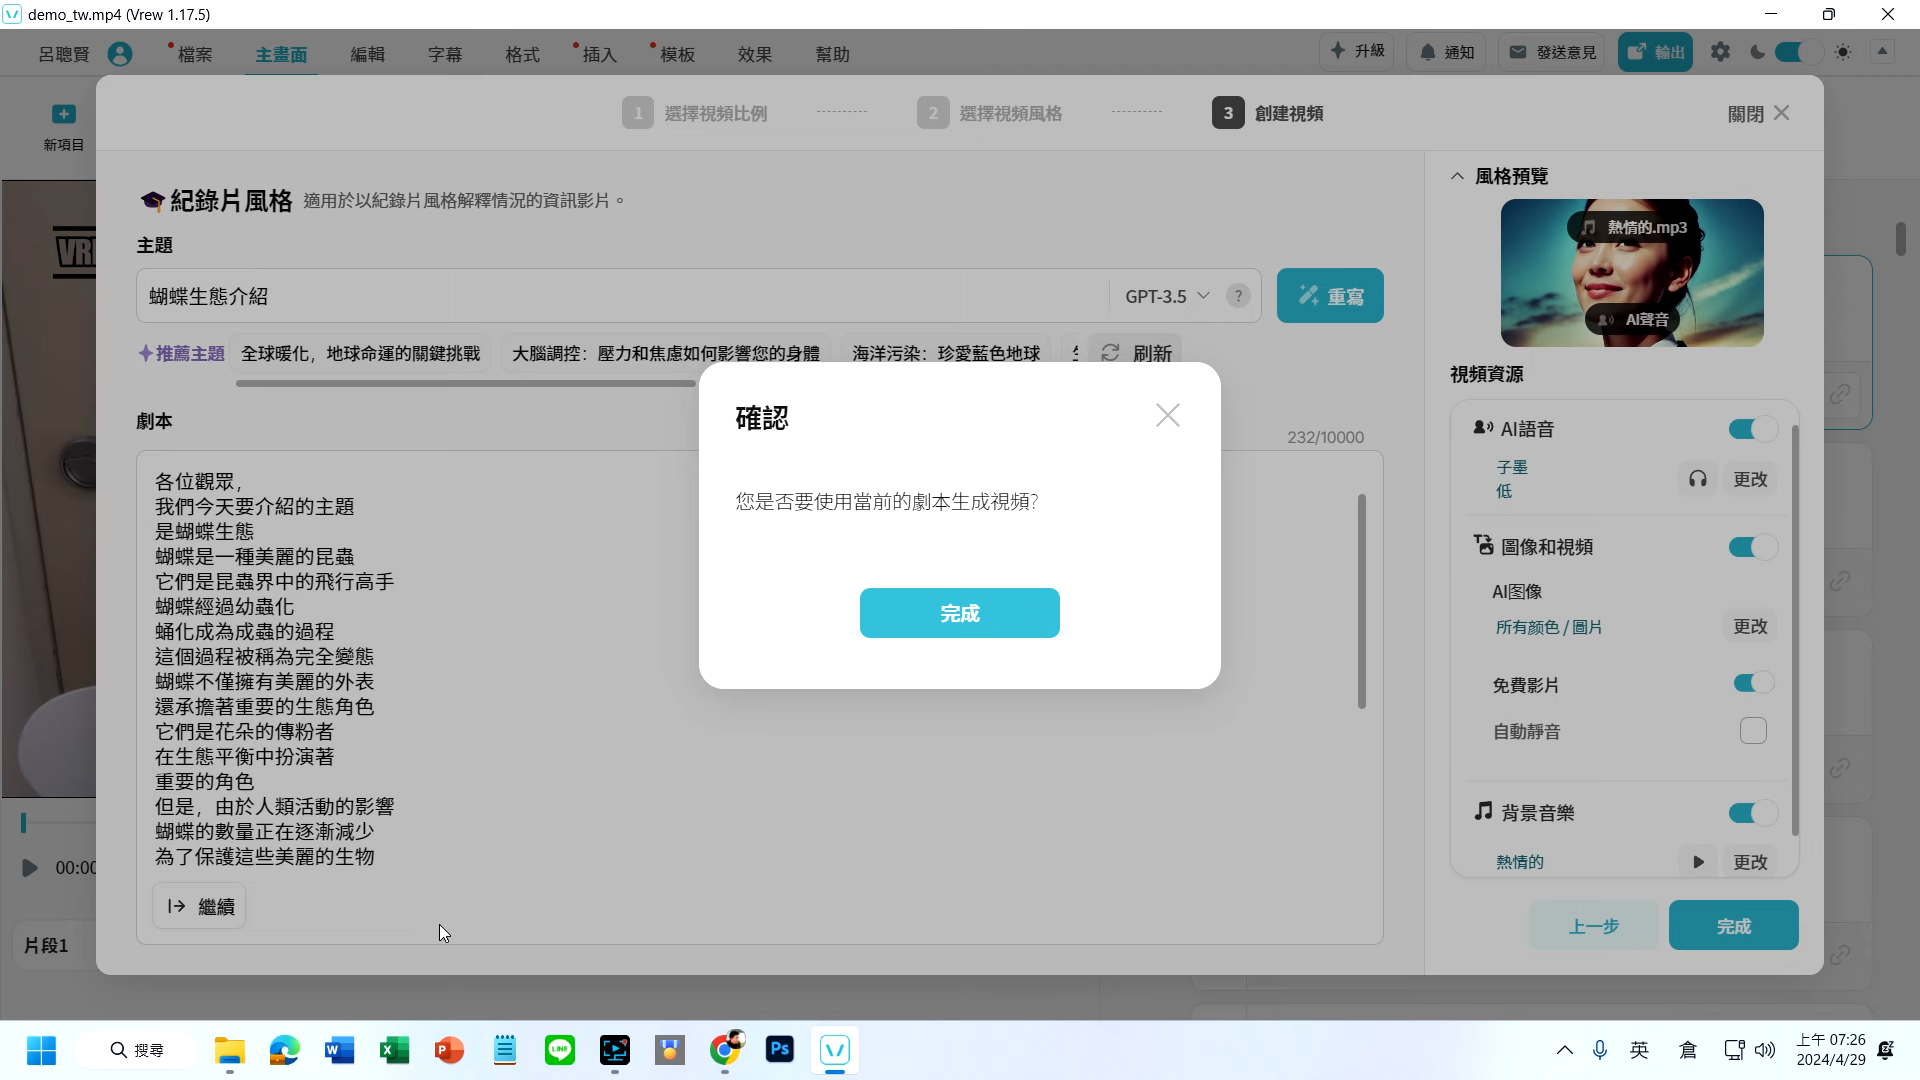 demo_tw.mp4 (Vrew 1.17.5)
呂聰賢
檔案
主畫面
編輯
字幕
格式
插入
模板
效果
幫助
升級
通知
發送意見
輸出
新項目
1 選擇視頻比例
2 選擇視頻風格
3 創建視頻
關閉
紀錄片風格 適用於以紀錄片風格解釋情況的資訊影片。
主題
蝴蝶生態介紹
GPT-3.5
?
重寫
推薦主題
全球暖化，地球命運的關鍵挑戰
大腦調控：壓力和焦慮如何影響您的身體
海洋污染：珍愛藍色地球
刷新
劇本
232/10000
各位觀眾，
我們今天要介紹的主題
是蝴蝶生態
蝴蝶是一種美麗的昆蟲
它們是昆蟲界中的飛行高手
蝴蝶經過幼蟲化
蛹化成為成蟲的過程
這個過程被稱為完全變態
蝴蝶不僅擁有美麗的外表
還承擔著重要的生態角色
它們是花朵的傳粉者
在生態平衡中扮演著
重要的角色
但是，由於人類活動的影響
蝴蝶的數量正在逐漸減少
為了保護這些美麗的生物
繼續
確認
您是否要使用當前的劇本生成視頻?
完成
風格預覽
熱情的.mp3
AI聲音
視頻資源
AI語音
子墨
低
更改
圖像和視頻
AI图像
所有颜色 / 圖片
更改
免費影片
自動靜音
背景音樂
熱情的
更改
上一步
完成
00:00
片段1
搜尋
英
倉
上午 07:26
2024/4/29